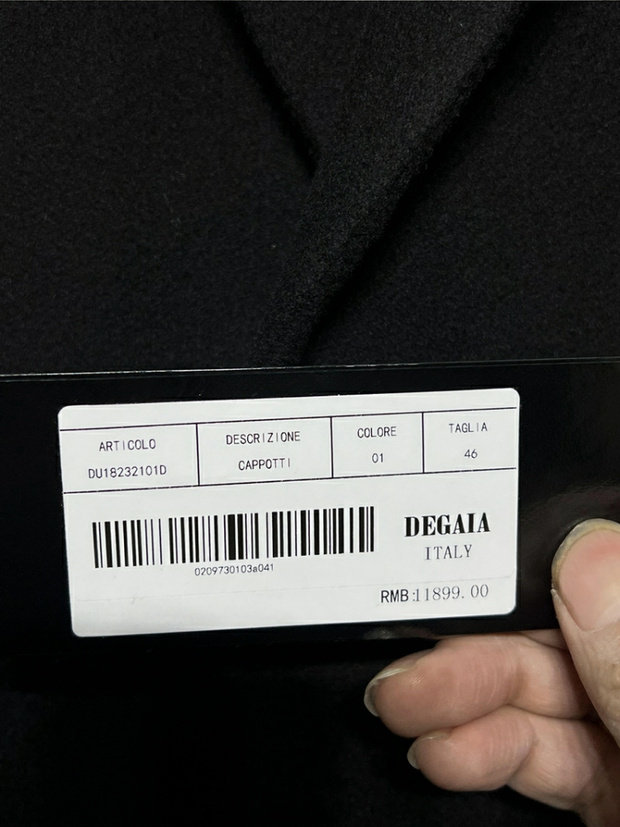 ARTICOLO DESCRIZIONE COLORE TAGLIA
DU18232101D CAPPOTTI 01 46
0209730103a041
DEGAIA
ITALY
RMB:11899.00